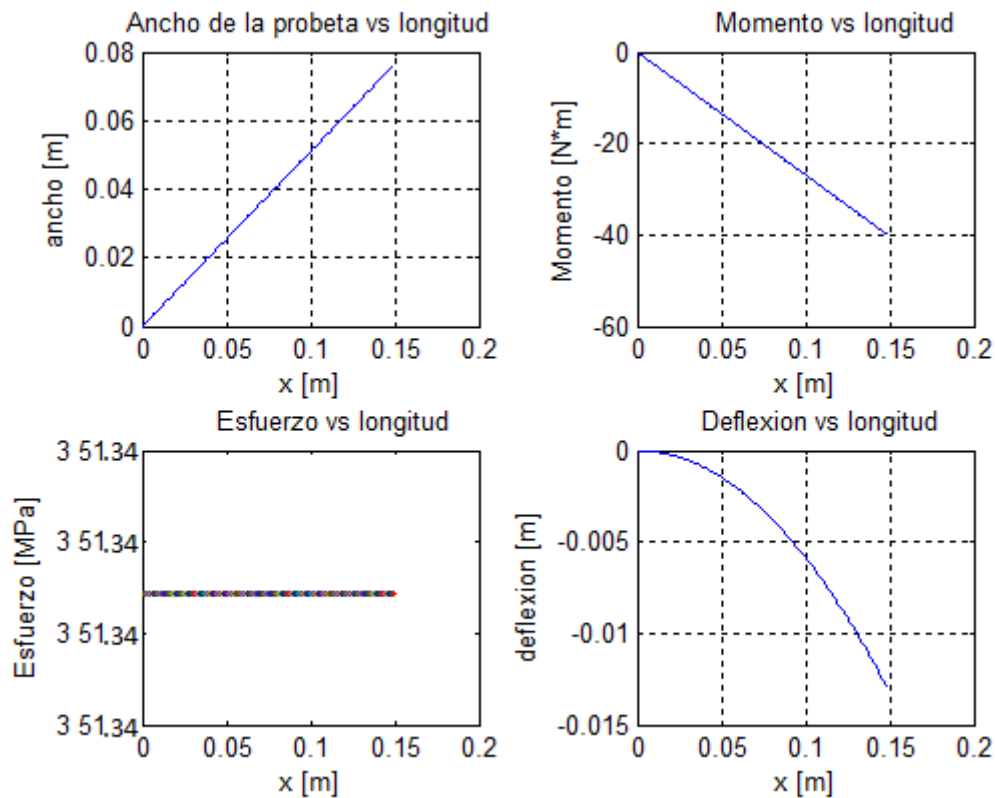 Ancho de la probeta vs longitud
0.08
0.06
0.04
0.02
0
ancho [m]
0 0.05 0.1 0.15 0.2
x [m]
Momento vs longitud
0
-20
-40
-60
Momento [N*m]
0 0.05 0.1 0.15 0.2
x [m]
Esfuerzo vs longitud
3 51.34
3 51.34
3 51.34
3 51.34
Esfuerzo [MPa]
0 0.05 0.1 0.15 0.2
x [m]
Deflexion vs longitud
0
-0.005
-0.01
-0.015
deflexion [m]
0 0.05 0.1 0.15 0.2
x [m]